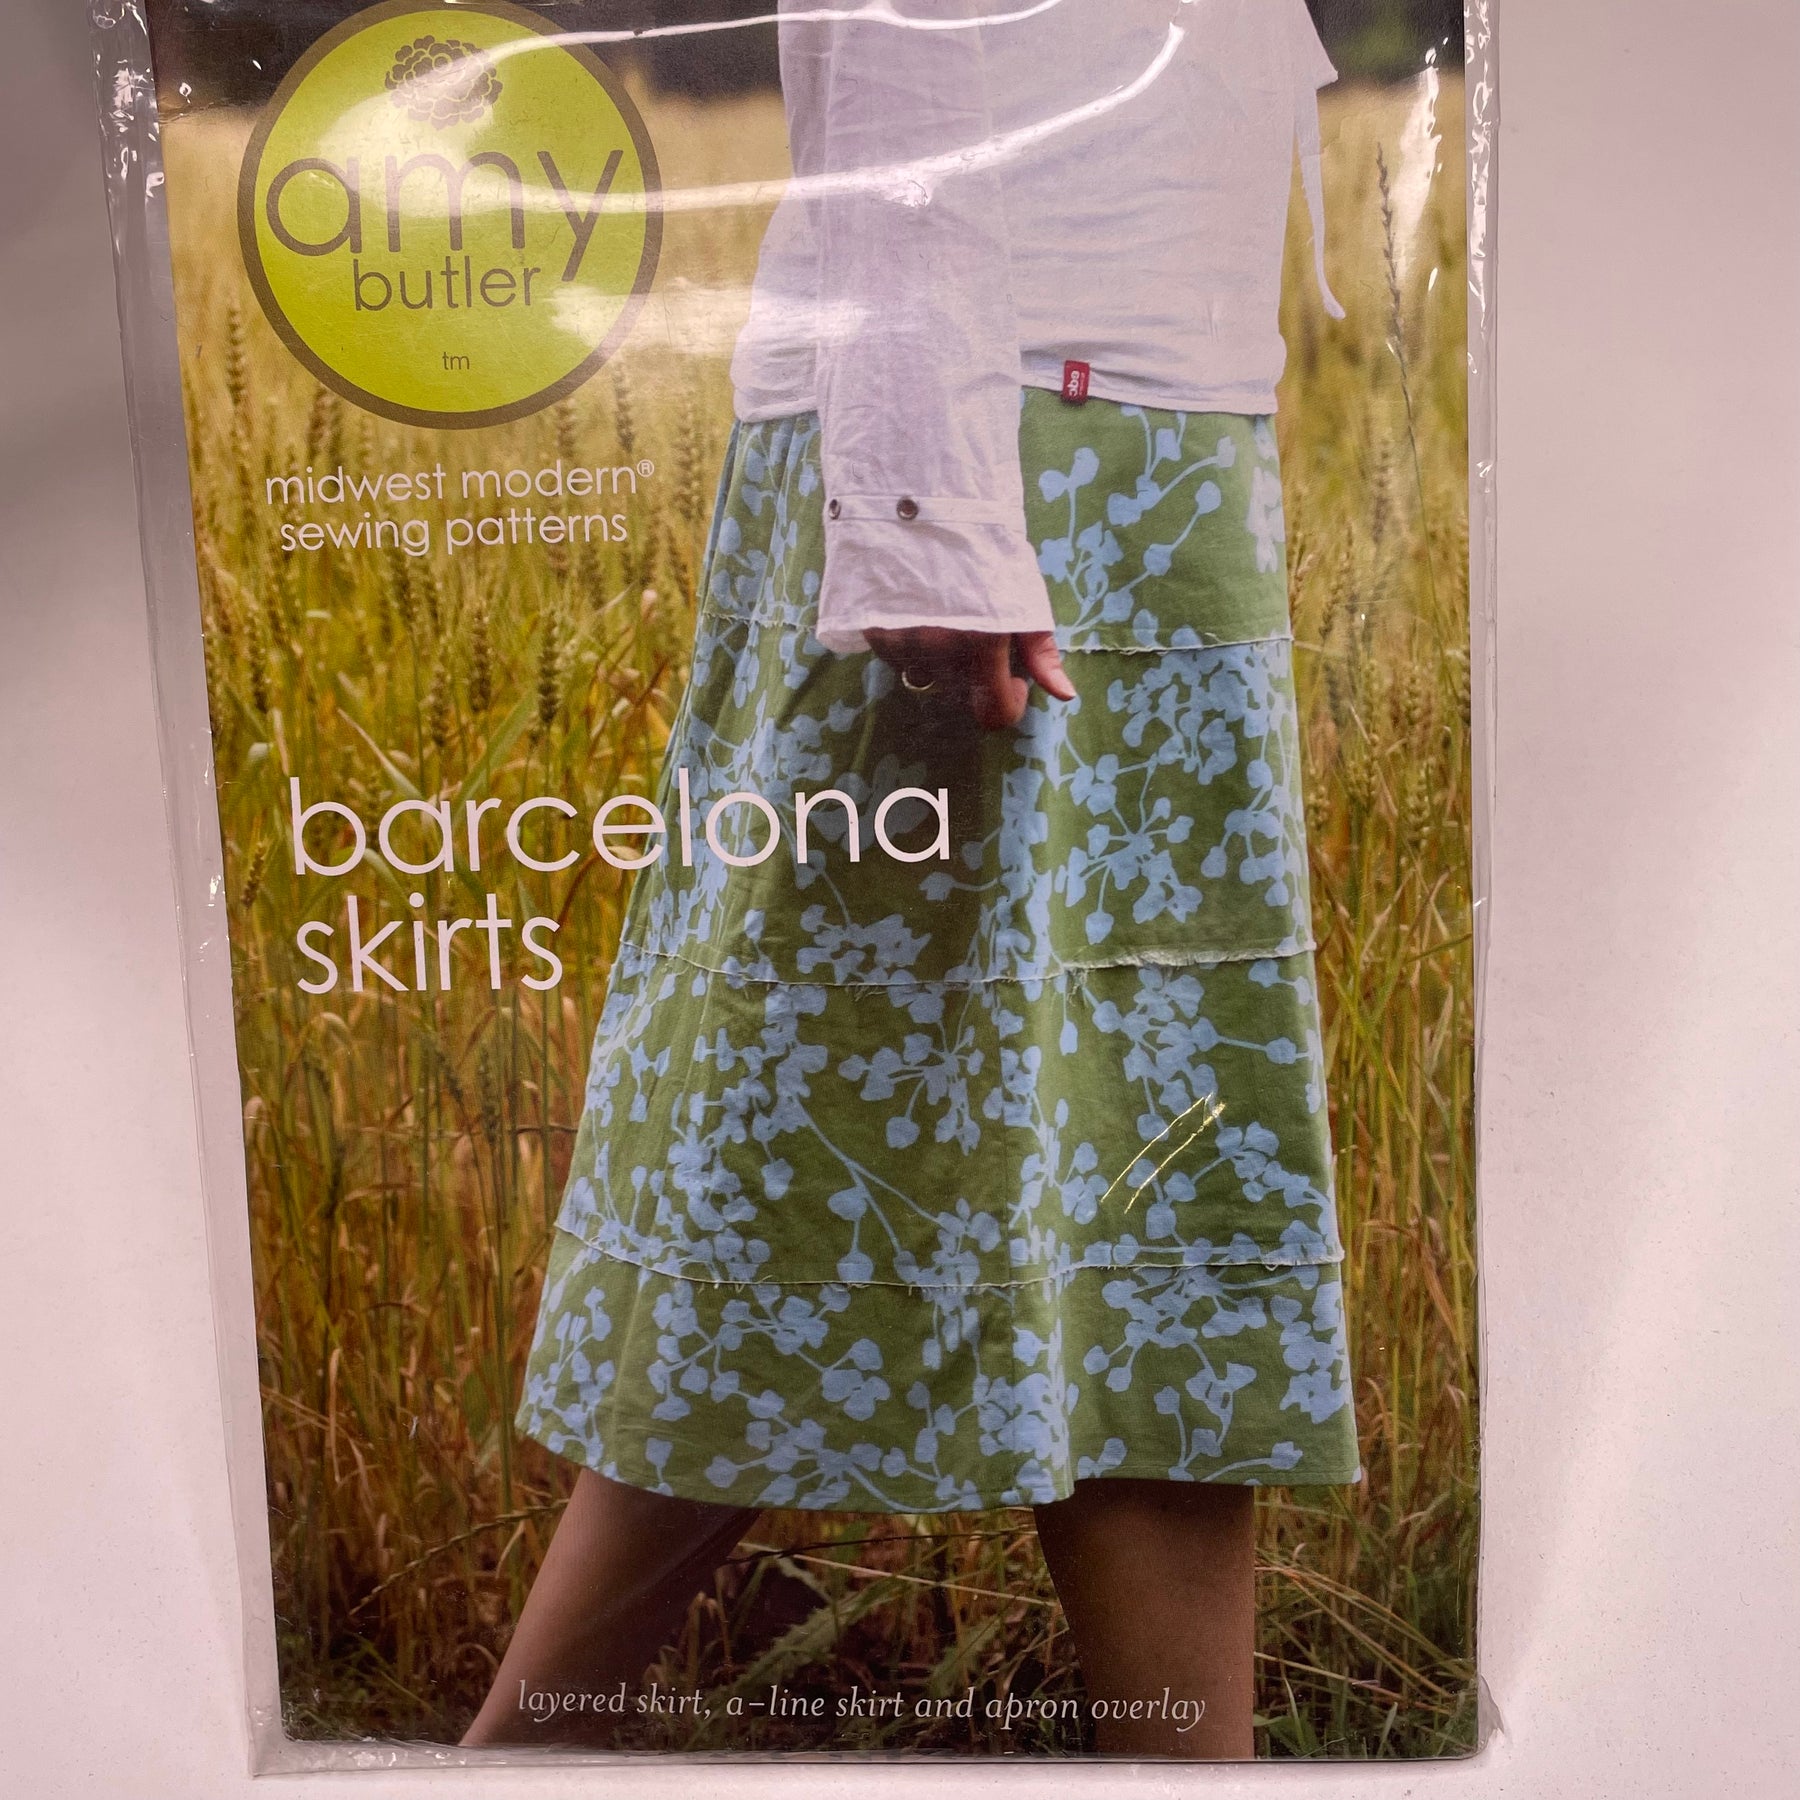 amy
butler
tm
midwest modern®
sewing patterns
barcelona
skirts
layered skirt, a-line skirt and apron overlay